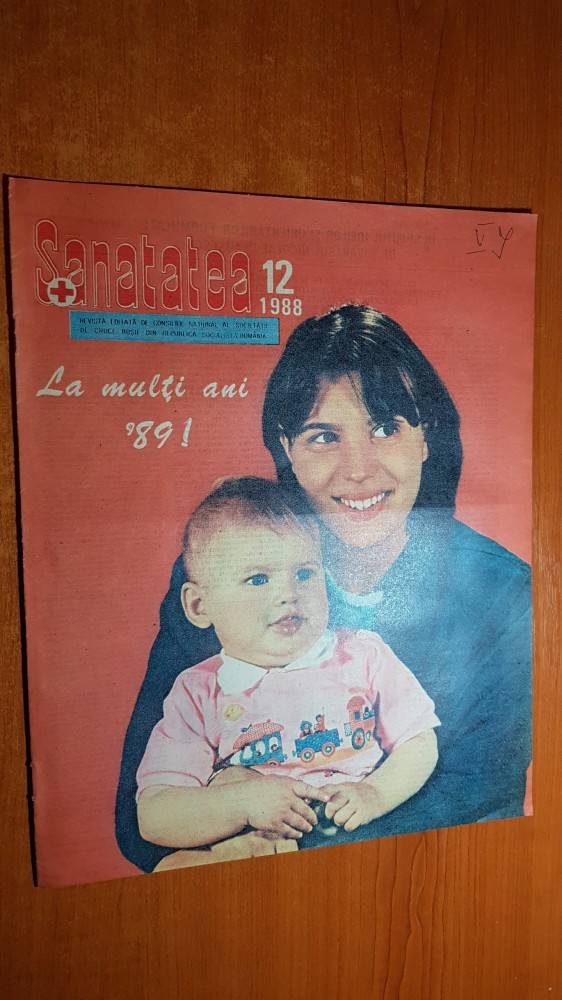 Sănatatea
12
1988
REVISTĂ EDITATĂ DE CONSILIUL NAȚIONAL AL SOCIETĂȚII
DE CRUCE ROȘIE DIN REPUBLICA SOCIALISTĂ ROMÂNIA
La mulți ani
'89!